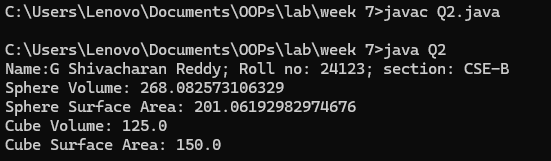 C:\Users\Lenovo\Documents\OOPs\lab\week 7>javac Q2.java
C:\Users\Lenovo\Documents\OOPs\lab\week 7>java Q2
Name:G Shivacharan Reddy; Roll no: 24123; section: CSE-B
Sphere Volume: 268.082573106329
Sphere Surface Area: 201.06192982974676
Cube Volume: 125.0
Cube Surface Area: 150.0